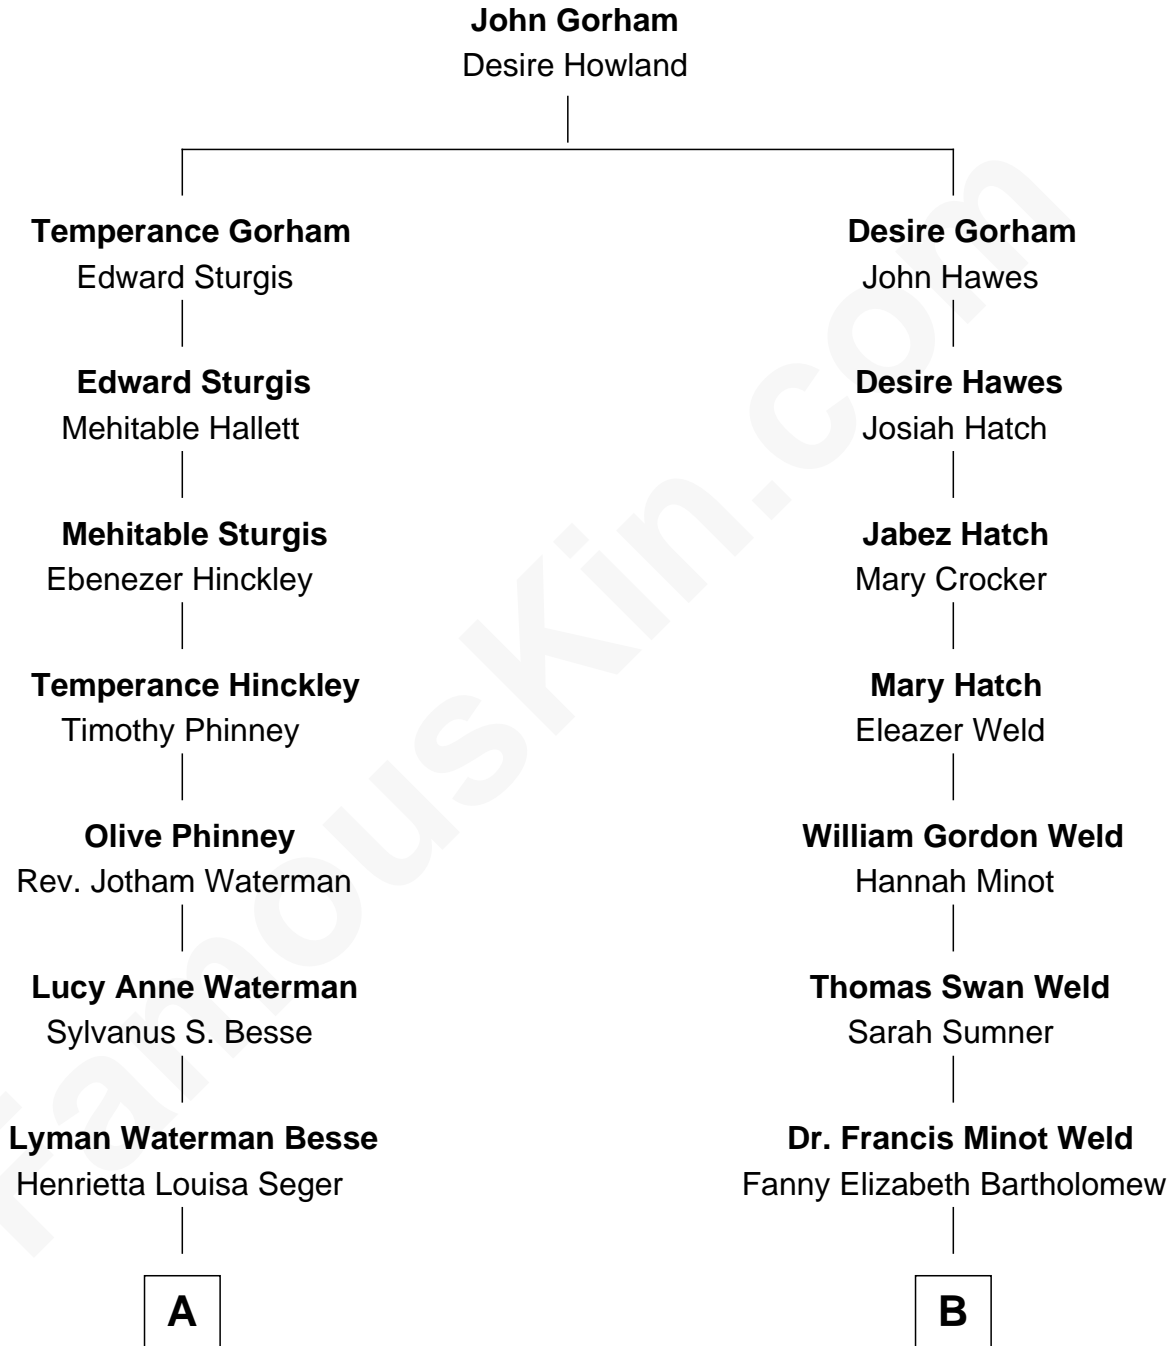 John Gorham
Desire Howland
Temperance Gorham
Edward Sturgis
Desire Gorham
John Hawes
Edward Sturgis
Mehitable Hallett
Desire Hawes
Josiah Hatch
Mehitable Sturgis
Ebenezer Hinckley
Jabez Hatch
Mary Crocker
Temperance Hinckley
Timothy Phinney
Mary Hatch
Eleazer Weld
Olive Phinney
Rev. Jotham Waterman
William Gordon Weld
Hannah Minot
Lucy Anne Waterman
Sylvanus S. Besse
Thomas Swan Weld
Sarah Sumner
Lyman Waterman Besse
Henrietta Louisa Seger
Dr. Francis Minot Weld
Fanny Elizabeth Bartholomew
A
B
FamousKin.com